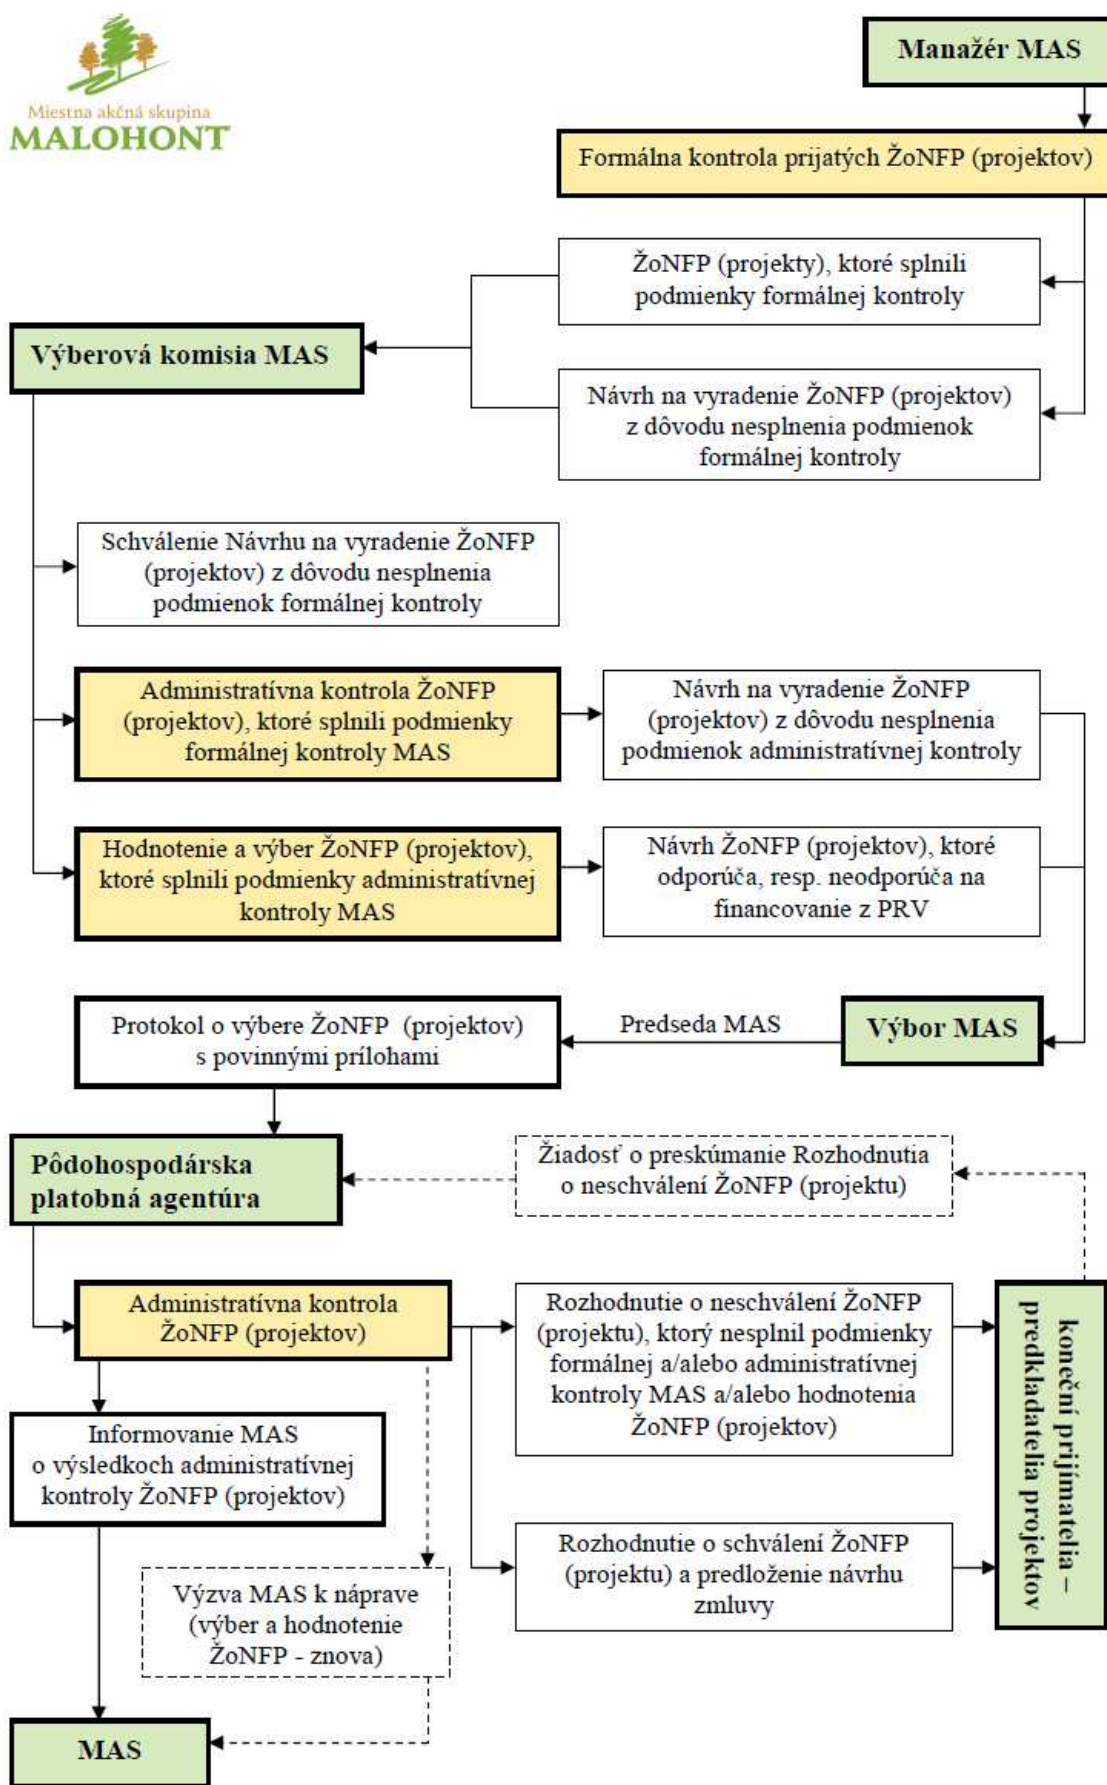 Miestna akčná skupina
MALOHONT
Manažér MAS
Formálna kontrola prijatých ŽoNFP (projektov)
ŽoNFP (projekty), ktoré splnili
podmienky formálnej kontroly
Výberová komisia MAS
Návrh na vyradenie ŽoNFP (projektov)
z dôvodu nesplnenia podmienok
formálnej kontroly
Schválenie Návrhu na vyradenie ŽoNFP
(projektov) z dôvodu nesplnenia
podmienok formálnej kontroly
Administratívna kontrola ŽoNFP
(projektov), ktoré splnili podmienky
formálnej kontroly MAS
Návrh na vyradenie ŽoNFP
(projektov) z dôvodu nesplnenia
podmienok administratívnej kontroly
Hodnotenie a výber ŽoNFP (projektov),
ktoré splnili podmienky administratívnej
kontroly MAS
Návrh ŽoNFP (projektov), ktoré
odporúča, resp. neodporúča na
financovanie z PRV
Protokol o výbere ŽoNFP (projektov)
s povinnými prílohami
Predseda MAS
Výbor MAS
Pôdohospodárska
platobná agentúra
Žiadosť o preskúmanie Rozhodnutia
o neschválení ŽoNFP (projektu)
Administratívna kontrola
ŽoNFP (projektov)
Rozhodnutie o neschválení ŽoNFP
(projektu), ktorý nesplnil podmienky
formálnej a/alebo administratívnej
kontroly MAS a/alebo hodnotenia
ŽoNFP (projektov)
koneční prijímatelia –
predkladatelia projektov
Informovanie MAS
o výsledkoch administratívnej
kontroly ŽoNFP (projektov)
Rozhodnutie o schválení ŽoNFP
(projektu) a predloženie návrhu
zmluvy
Výzva MAS k náprave
(výber a hodnotenie
ŽoNFP - znova)
MAS